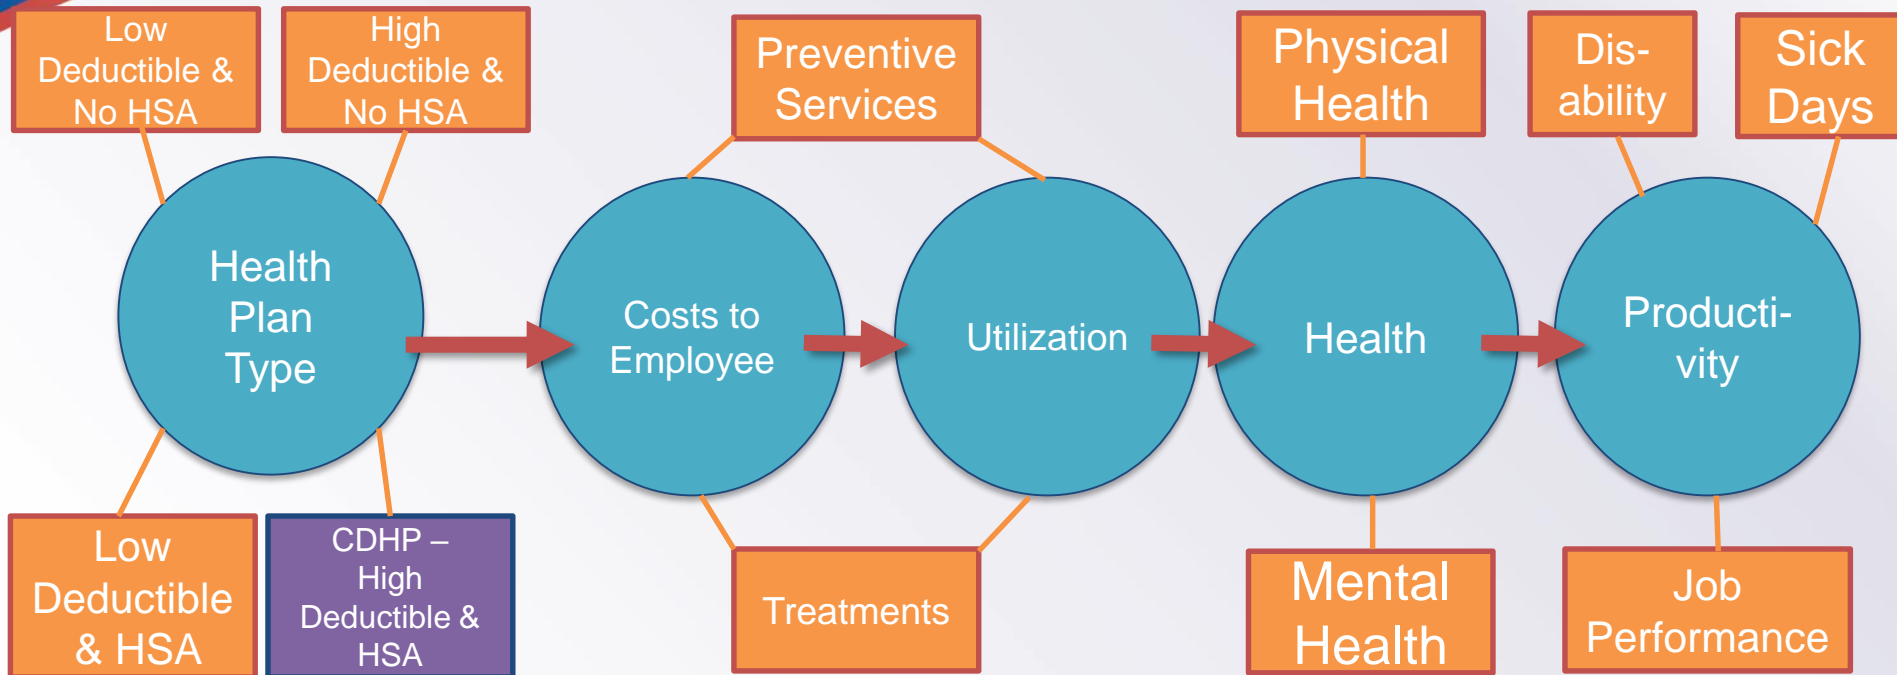 Low
Deductible &
No HSA
High
Deductible &
No HSA
Preventive
Services
Physical
Health
Dis-
ability
Sick
Days
Health
Plan
Type
Costs to
Employee
Utilization
Health
Producti-
vity
Low
Deductible
& HSA
CDHP –
High
Deductible &
HSA
Treatments
Mental
Health
Job
Performance